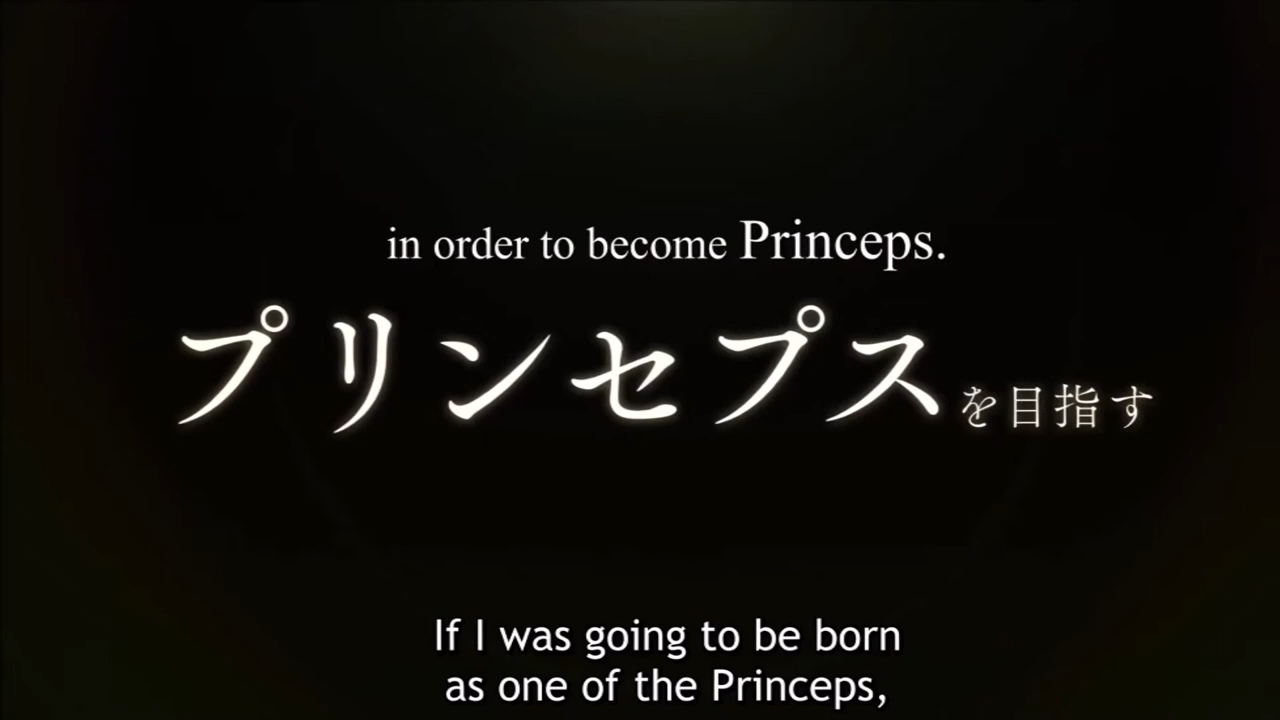 in order to become Princeps.
プリンセプスを目指す
If I was going to be born
as one of the Princeps,